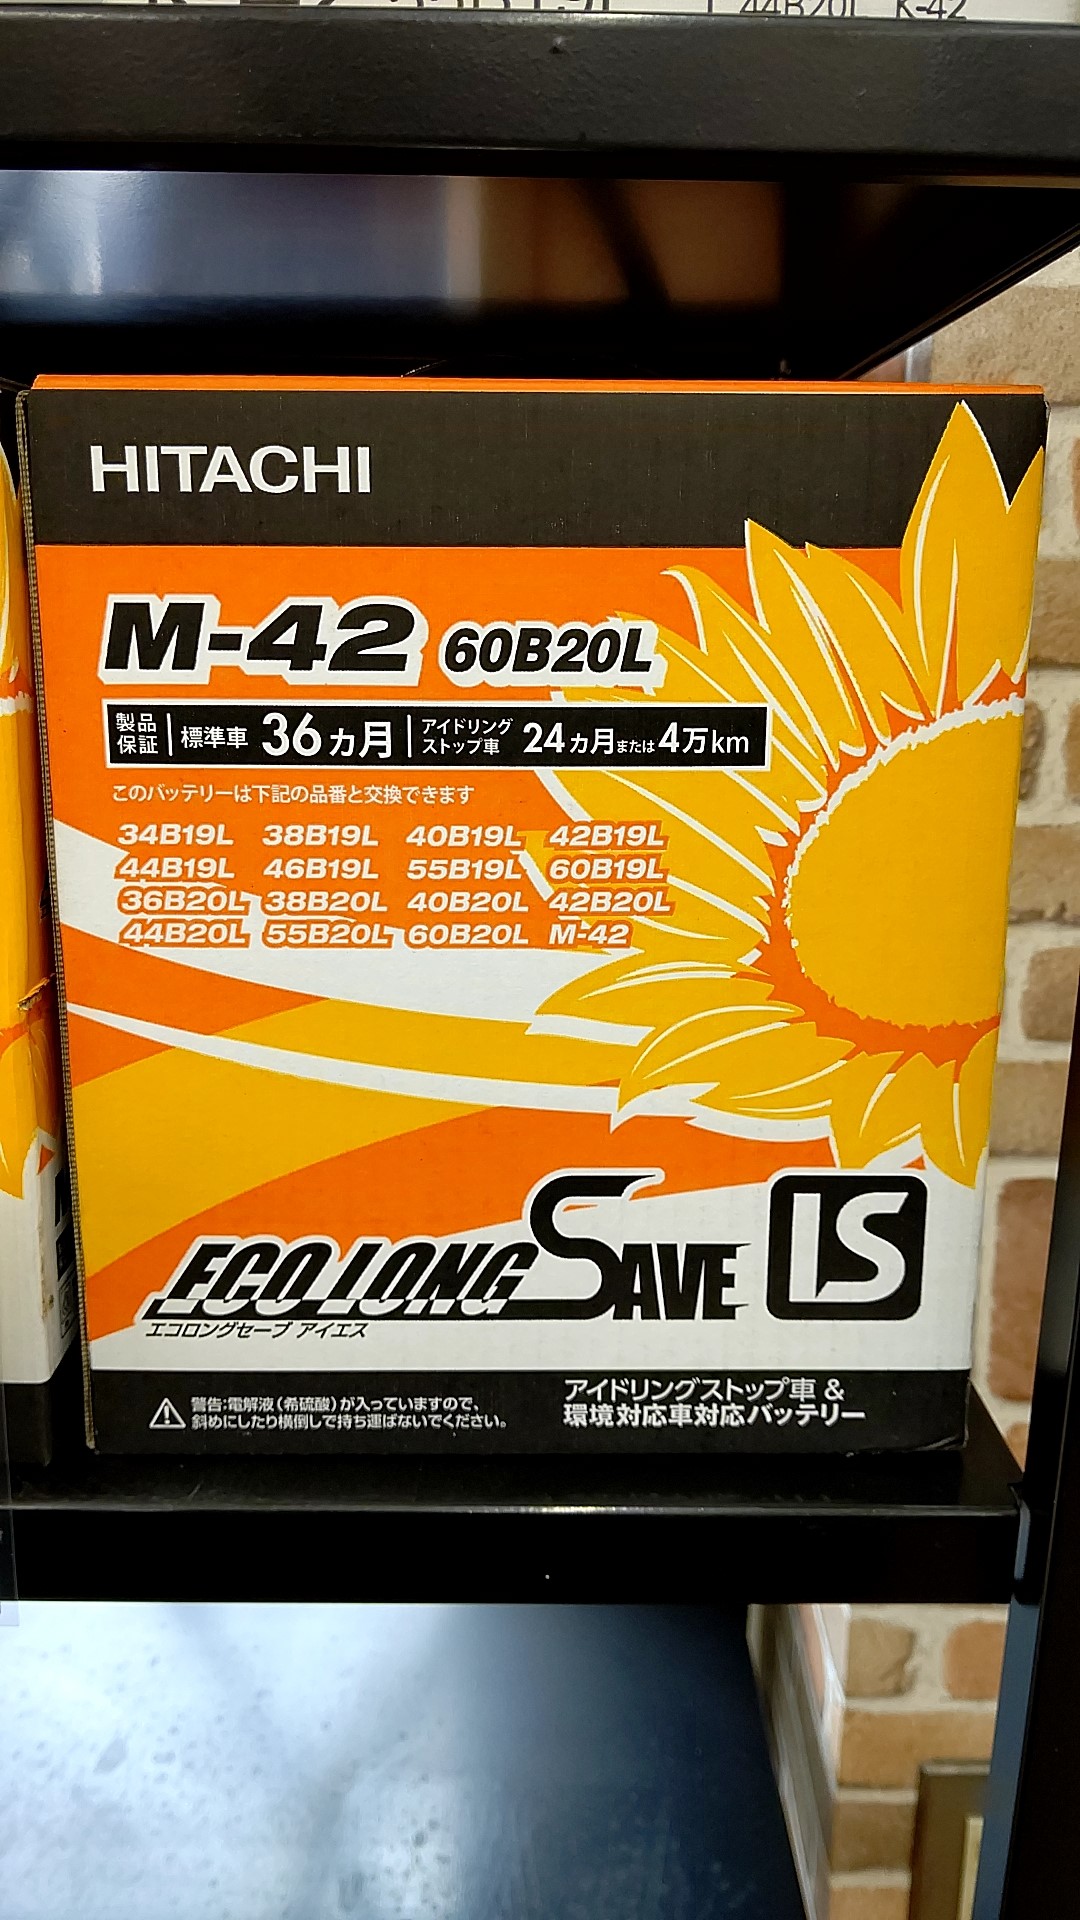 44B20L K-42
HITACHI
M-42 60B20L
製品保証 標準車 36ヵ月 アイドリングストップ車 24ヵ月または4万km
このバッテリーは下記の品番と交換できます
34B19L 38B19L 40B19L 42B19L
44B19L 46B19L 55B19L 60B19L
36B20L 38B20L 40B20L 42B20L
44B20L 55B20L 60B20L M-42
ECO LONG SAVE IS
エコロングセーブ アイエス
警告:電解液(希硫酸)が入っていますので、
斜めにしたり横倒しで持ち運ばないでください。
アイドリングストップ車 &
環境対応車対応バッテリー